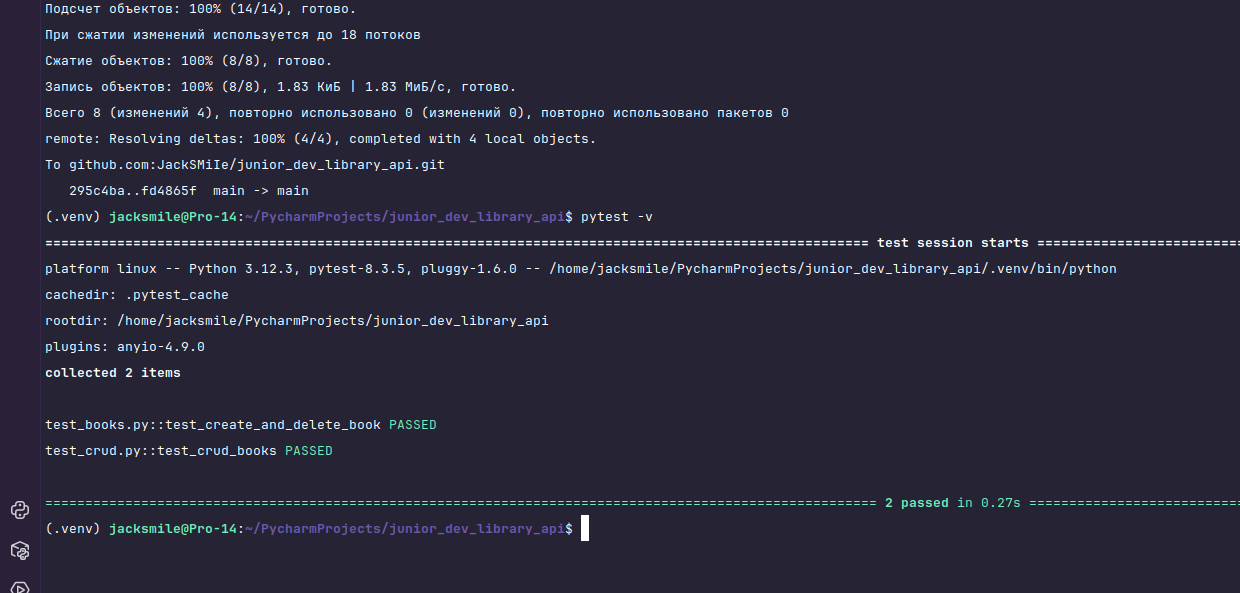 Подсчет объектов: 100% (14/14), готово.
При сжатии изменений используется до 18 потоков
Сжатие объектов: 100% (8/8), готово.
Запись объектов: 100% (8/8), 1.83 КиБ | 1.83 МиБ/с, готово.
Всего 8 (изменений 4), повторно использовано 0 (изменений 0), повторно использовано пакетов 0
remote: Resolving deltas: 100% (4/4), completed with 4 local objects.
To github.com:JackSMiIe/junior_dev_library_api.git
   295c4ba..fd4865f  main -> main
(.venv) jacksmile@Pro-14:~/PycharmProjects/junior_dev_library_api$ pytest -v
======================================================================================================= test session starts ==========================
platform linux -- Python 3.12.3, pytest-8.3.5, pluggy-1.6.0 -- /home/jacksmile/PycharmProjects/junior_dev_library_api/.venv/bin/python
cachedir: .pytest_cache
rootdir: /home/jacksmile/PycharmProjects/junior_dev_library_api
plugins: anyio-4.9.0
collected 2 items
test_books.py::test_create_and_delete_book PASSED
test_crud.py::test_crud_books PASSED
======================================================================================================== 2 passed in 0.27s ===========================
(.venv) jacksmile@Pro-14:~/PycharmProjects/junior_dev_library_api$